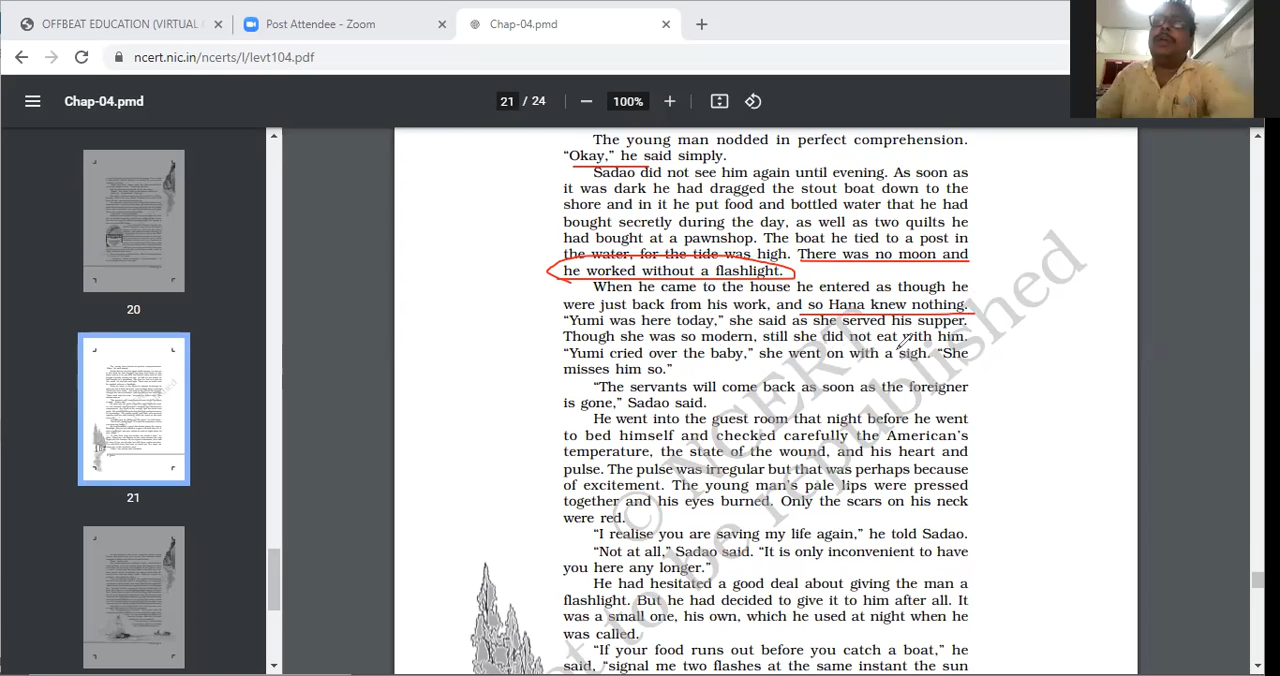 OFFBEAT EDUCATION (VIRTUAL
Post Attendee - Zoom
Chap-04.pmd
ncert.nic.in/ncerts/l/levt104.pdf
Chap-04.pmd
21 / 24
100%
20
21
The young man nodded in perfect comprehension.
“Okay,” he said simply.
Sadao did not see him again until evening. As soon as
it was dark he had dragged the stout boat down to the
shore and in it he put food and bottled water that he had
bought secretly during the day, as well as two quilts he
had bought at a pawnshop. The boat he tied to a post in
the water, for the tide was high. There was no moon and
he worked without a flashlight.
When he came to the house he entered as though he
were just back from his work, and so Hana knew nothing.
“Yumi was here today,” she said as she served his supper.
Though she was so modern, still she did not eat with him.
“Yumi cried over the baby,” she went on with a sigh. “She
misses him so.”
“The servants will come back as soon as the foreigner
is gone,” Sadao said.
He went into the guest room that night before he went
to bed himself and checked carefully the American’s
temperature, the state of the wound, and his heart and
pulse. The pulse was irregular but that was perhaps because
of excitement. The young man’s pale lips were pressed
together and his eyes burned. Only the scars on his neck
were red.
“I realise you are saving my life again,” he told Sadao.
“Not at all,” Sadao said. “It is only inconvenient to have
you here any longer.”
He had hesitated a good deal about giving the man a
flashlight. But he had decided to give it to him after all. It
was a small one, his own, which he used at night when he
was called.
“If your food runs out before you catch a boat,” he
said, “signal me two flashes at the same instant the sun
© NCERT
not to be republished